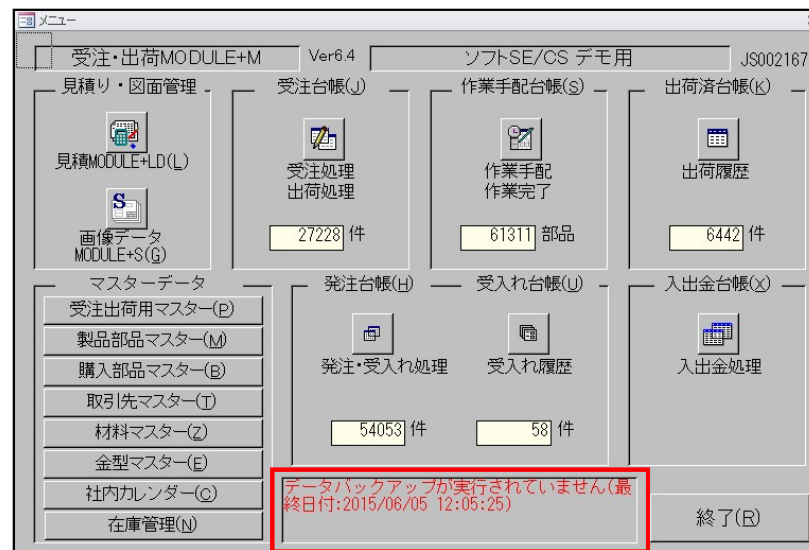 メニュー
受注・出荷MODULE+M Ver6.4 ソフトSE/CS デモ用 JS002167
見積り・図面管理 受注台帳(J) 作業手配台帳(S) 出荷済台帳(K)
見積MODULE+LD(L)
受注処理
出荷処理
作業手配
作業完了
出荷履歴
画像データ
MODULE+S(G)
27228 件 61311 部品 6442 件
マスターデータ 発注台帳(H) 受入れ台帳(U) 入出金台帳(X)
受注出荷用マスター(P)
製品部品マスター(M)
購入部品マスター(B)
取引先マスター(T)
材料マスター(Z)
金型マスター(E)
社内カレンダー(C)
在庫管理(N)
発注・受入れ処理 受入れ履歴 入出金処理
54053 件 58 件
データバックアップが実行されていません(最
終日付:2015/06/05 12:05:25)
終了(R)